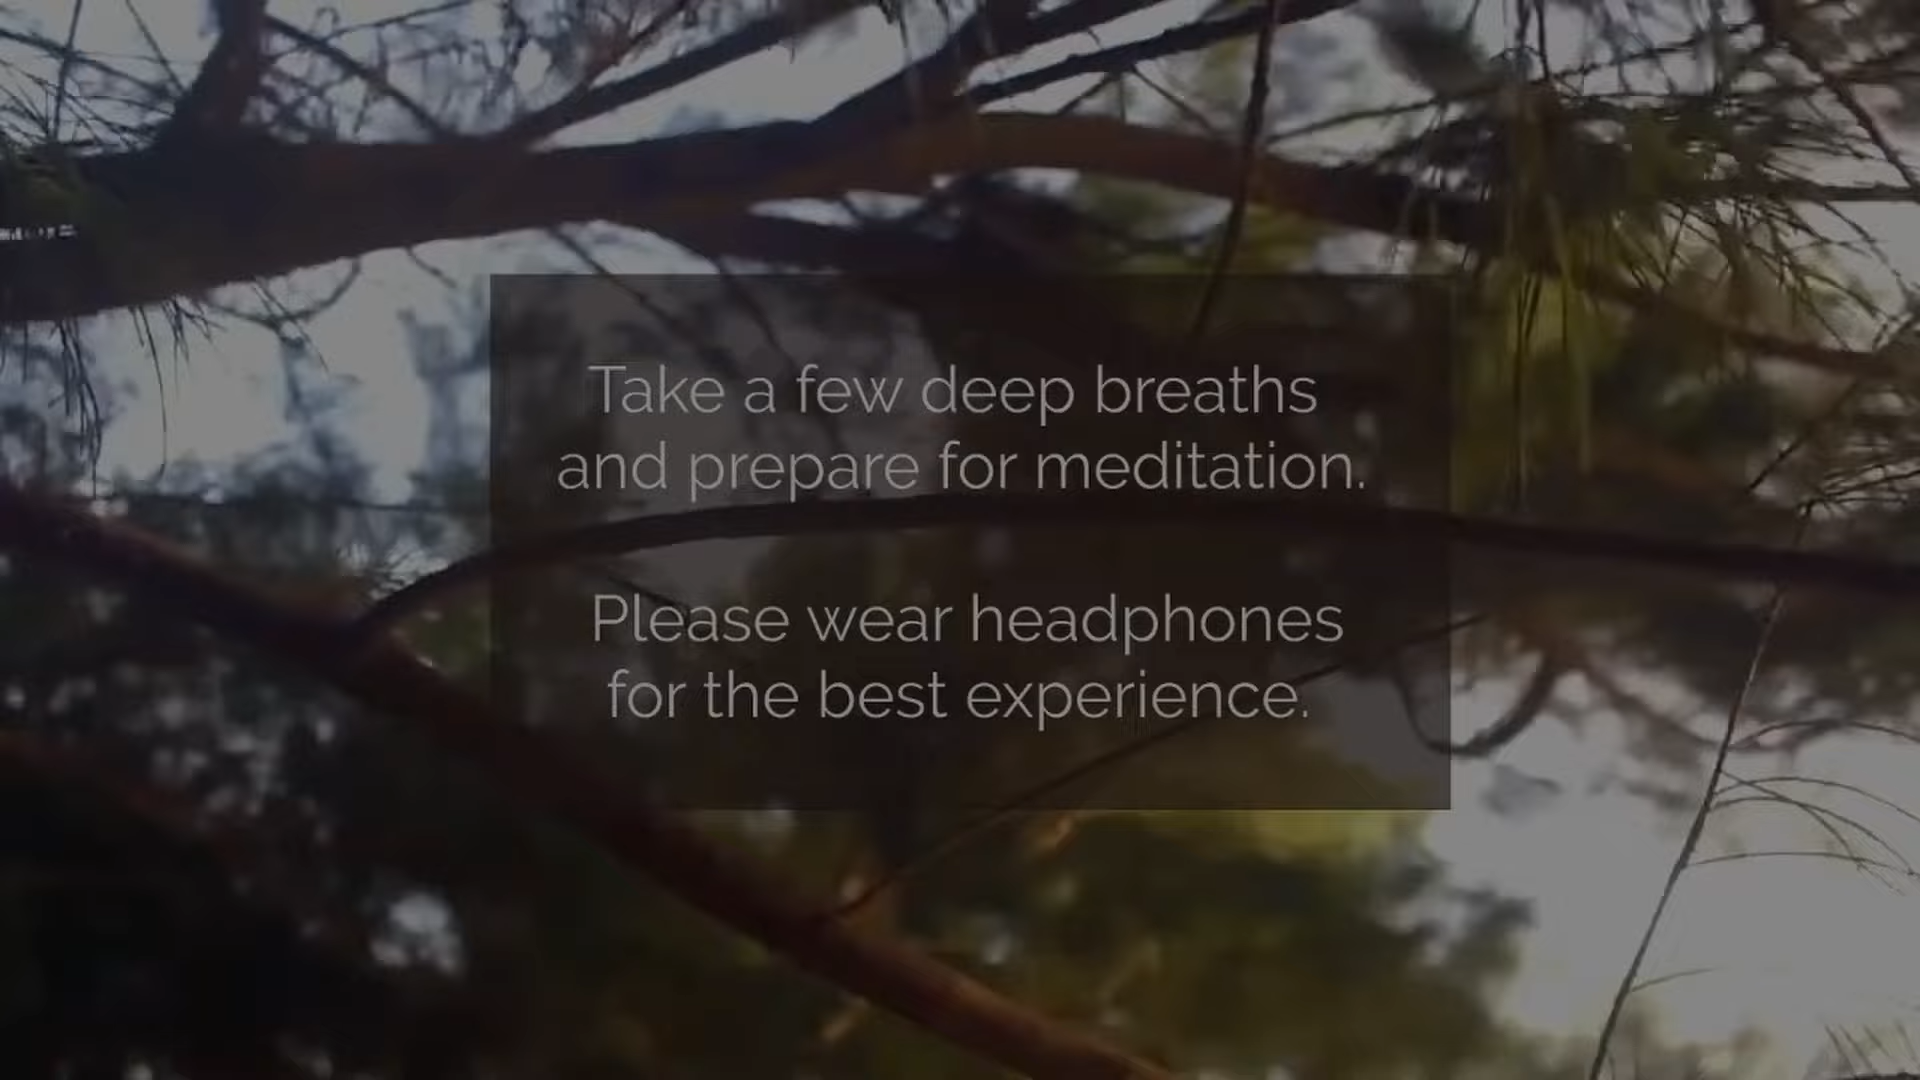 Take a few deep breaths
and prepare for meditation.
Please wear headphones
for the best experience.